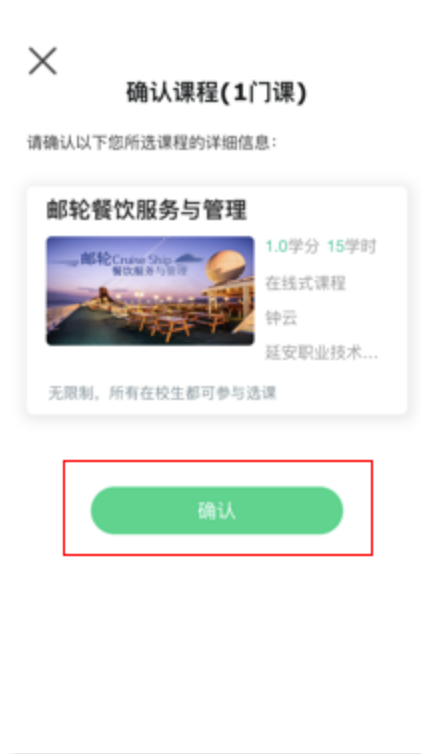 确认课程(1门课)
请确认以下您所选课程的详细信息：
邮轮餐饮服务与管理
邮轮Cruise Ship
餐饮服务与管理
1.0学分 15学时
在线式课程
钟云
延安职业技术...
无限制，所有在校生都可参与选课
确认